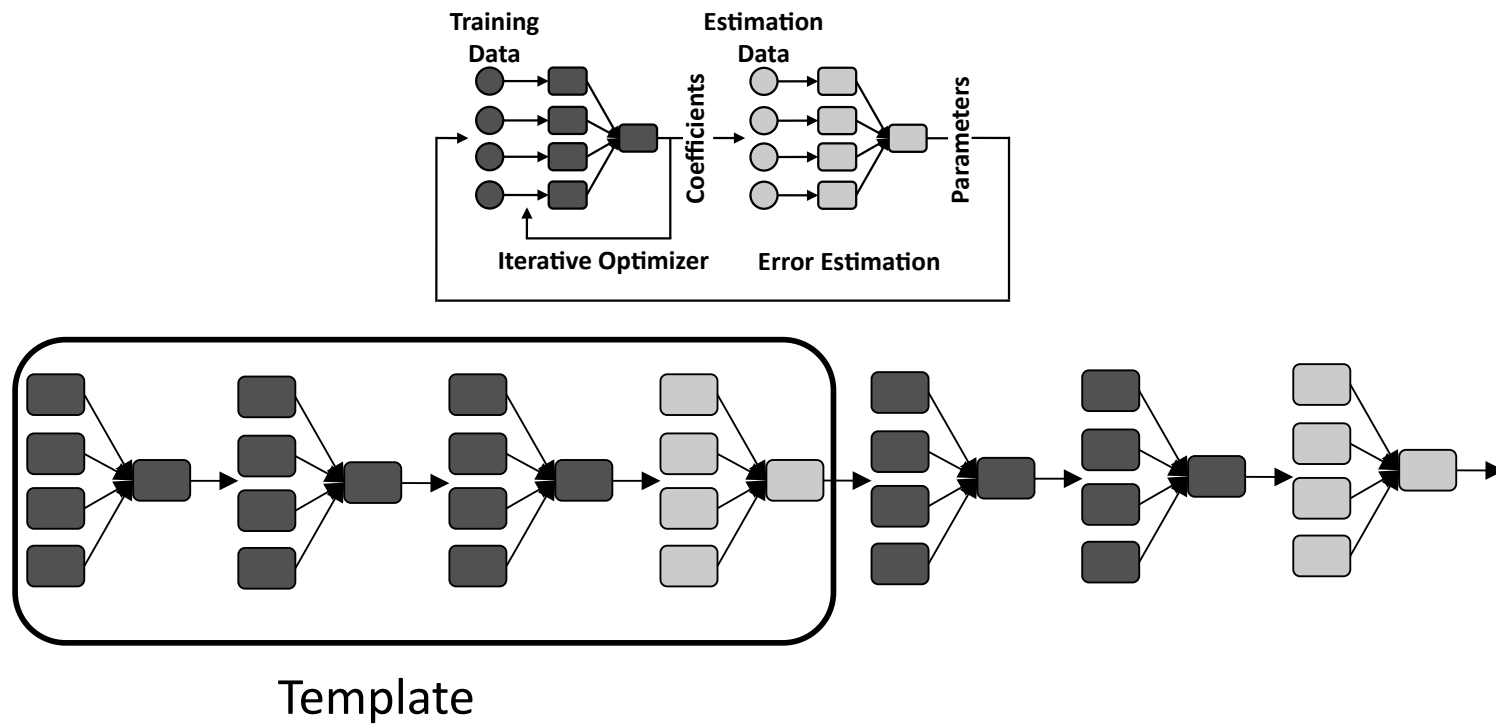 Training
Data
Estimation
Data
Coefficients
Parameters
Iterative Optimizer
Error Estimation
Template